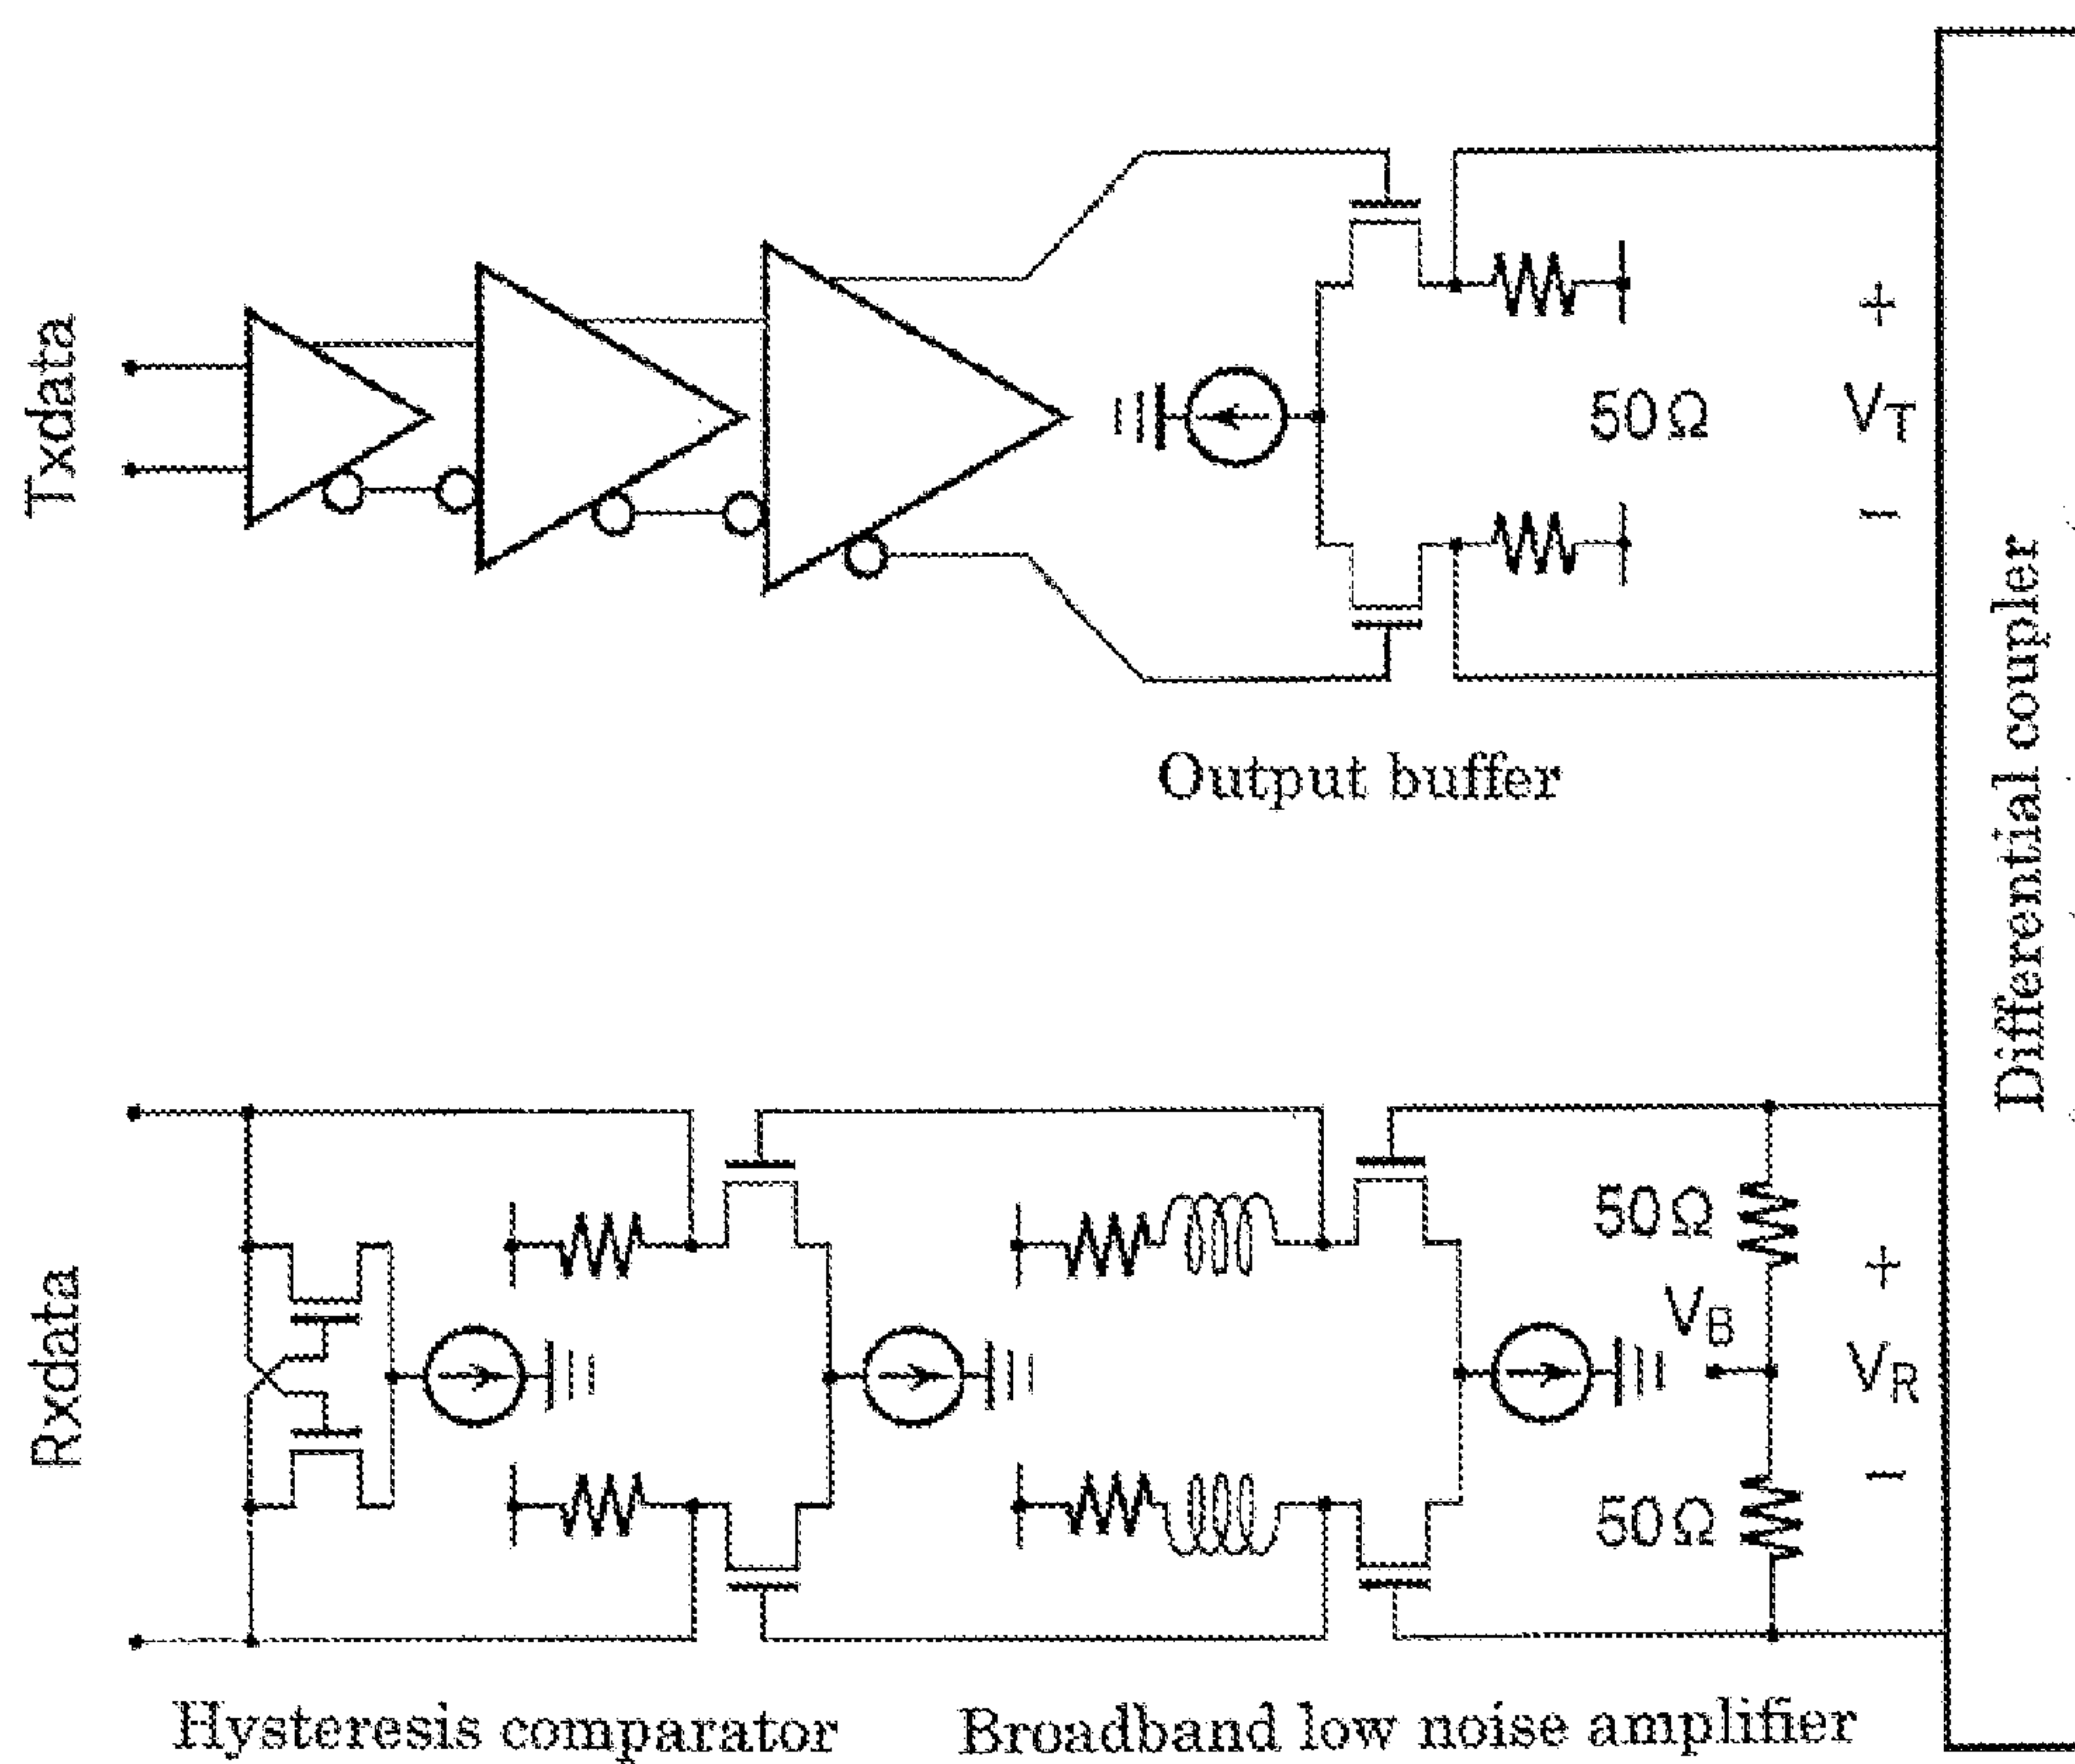 Txdata
50Ω
+
V_T
−
Output buffer
Differential coupler
Rxdata
50Ω
V_B
50Ω
+
V_R
−
Hysteresis comparator
Broadband low noise amplifier